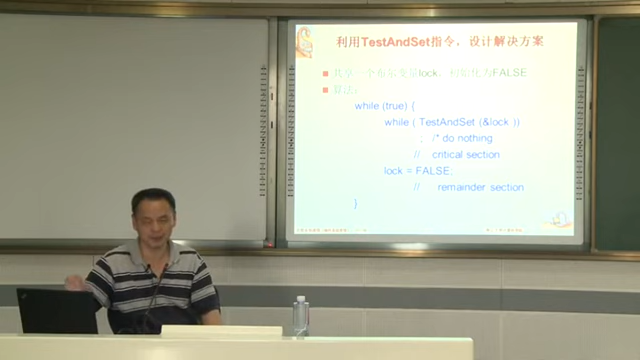 利用TestAndSet指令，设计解决方案
共享一个布尔变量lock，初始化为FALSE
算法：
while (true) {
while ( TestAndSet (&lock ))
; /* do nothing
// critical section
lock = FALSE;
// remainder section
}